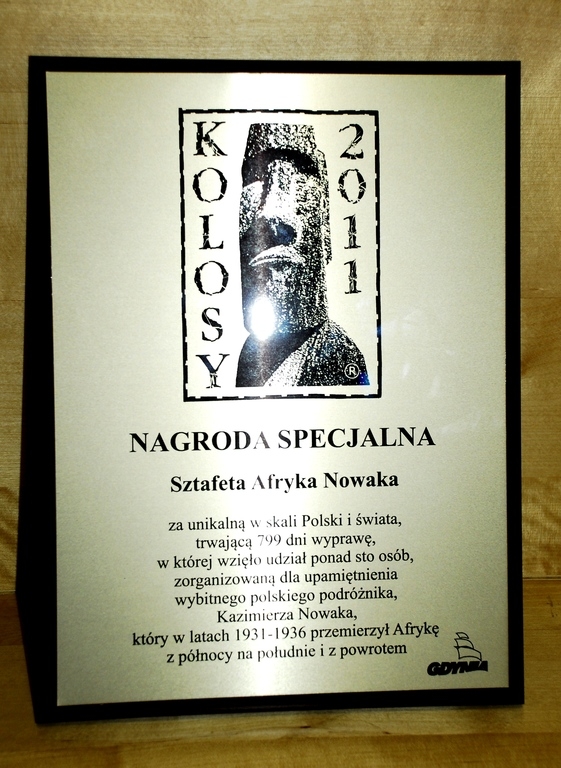 KOLOSY
2011
®
NAGRODA SPECJALNA
Sztafeta Afryka Nowaka
za unikalną w skali Polski i świata,
trwającą 799 dni wyprawę,
w której wzięło udział ponad sto osób,
zorganizowaną dla upamiętnienia
wybitnego polskiego podróżnika,
Kazimierza Nowaka,
który w latach 1931-1936 przemierzył Afrykę
z północy na południe i z powrotem
GDYNIA